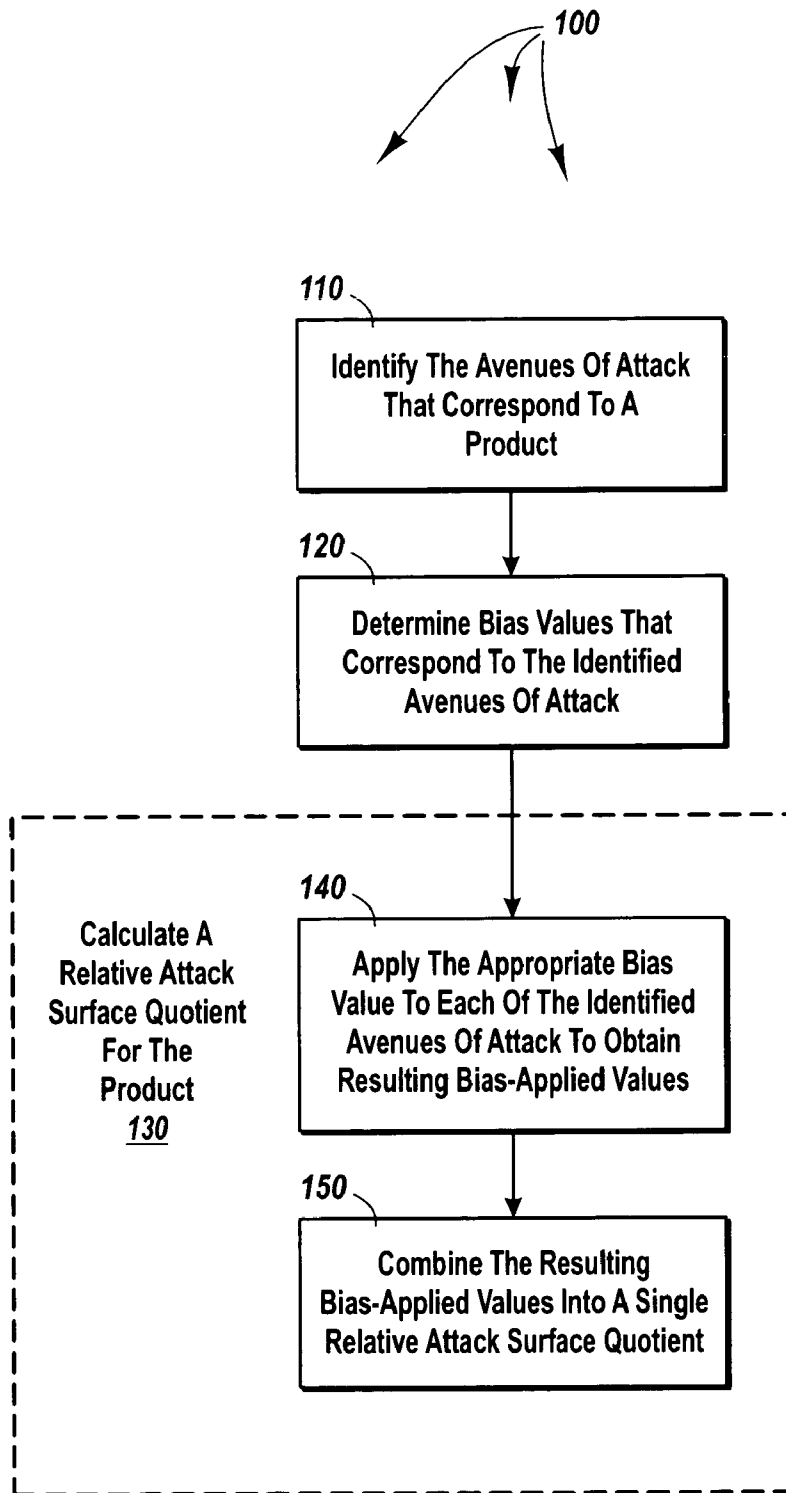 100
110
Identify The Avenues Of Attack
That Correspond To A
Product
120
Determine Bias Values That
Correspond To The Identified
Avenues Of Attack
Calculate A
Relative Attack
Surface Quotient
For The
Product
130
140
Apply The Appropriate Bias
Value To Each Of The Identified
Avenues Of Attack To Obtain
Resulting Bias-Applied Values
150
Combine The Resulting
Bias-Applied Values Into A Single
Relative Attack Surface Quotient